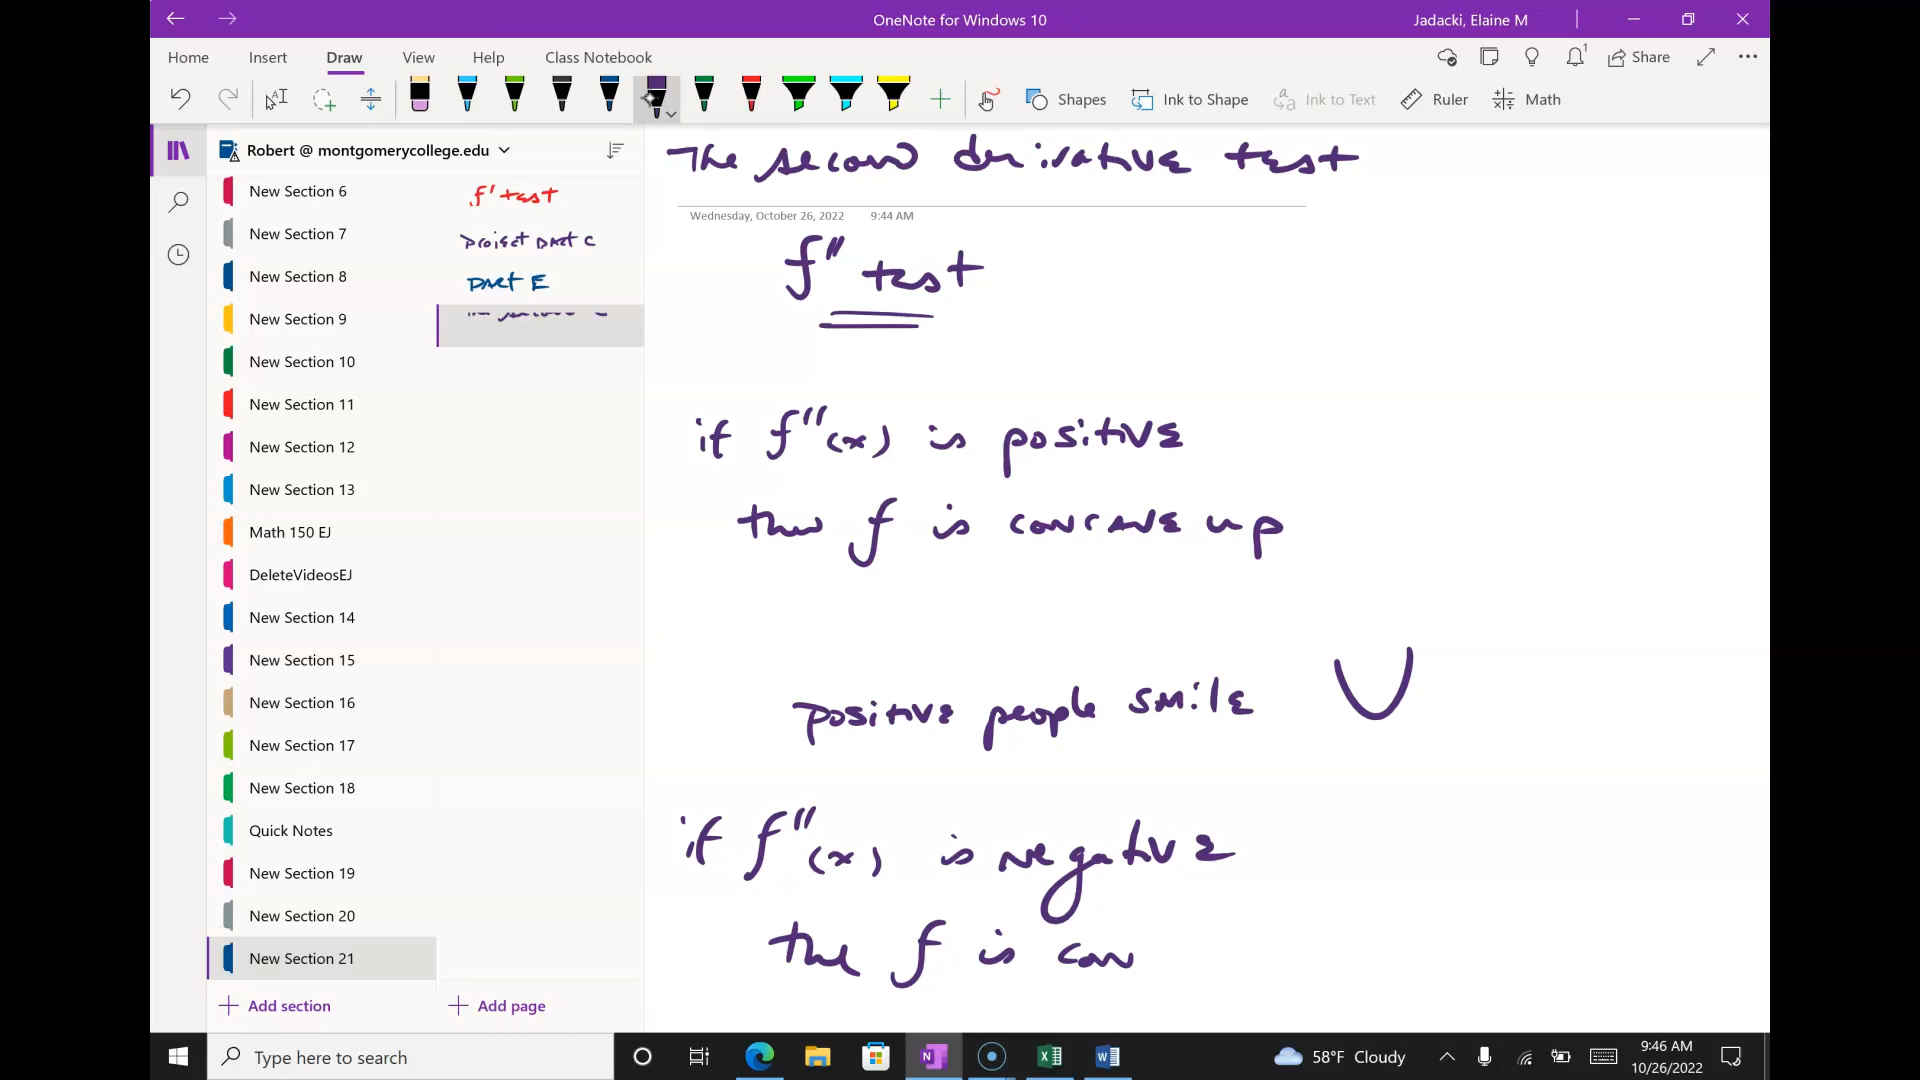 OneNote for Windows 10
Jadacki, Elaine M
Home Insert Draw View Help Class Notebook
1
Share
Shapes
Ink to Shape
Ink to Text
Ruler
Math
Robert @ montgomerycollege.edu
New Section 6
New Section 7
New Section 8
New Section 9
New Section 10
New Section 11
New Section 12
New Section 13
Math 150 EJ
DeleteVideosEJ
New Section 14
New Section 15
New Section 16
New Section 17
New Section 18
Quick Notes
New Section 19
New Section 20
New Section 21
Add section
f' test
project part c
part E
Add page
The second derivative test
Wednesday, October 26, 2022 9:44 AM
f" test
if f"(x) is positive
then f is concave up
positive people smile
if f"(x) is negative
the f is con
Type here to search
58°F Cloudy
9:46 AM
10/26/2022